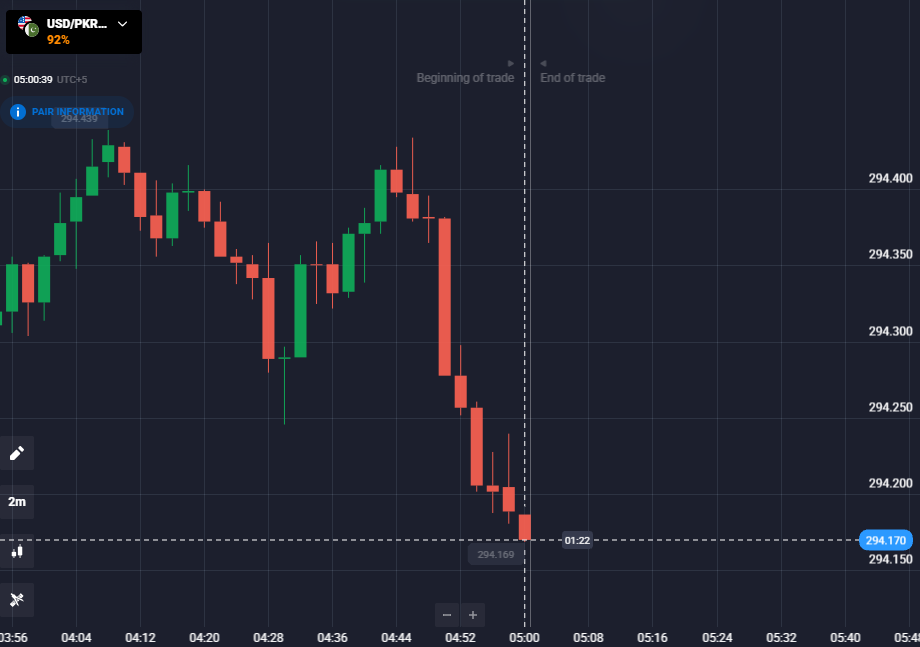 USD/PKR...
92%
05:00:39 UTC+5
Beginning of trade
End of trade
PAIR INFORMATION
294.439
294.400
294.350
294.300
294.250
294.200
2m
01:22
294.170
294.169
294.150
− +
03:56 04:04 04:12 04:20 04:28 04:36 04:44 04:52 05:00 05:08 05:16 05:24 05:32 05:40 05:48